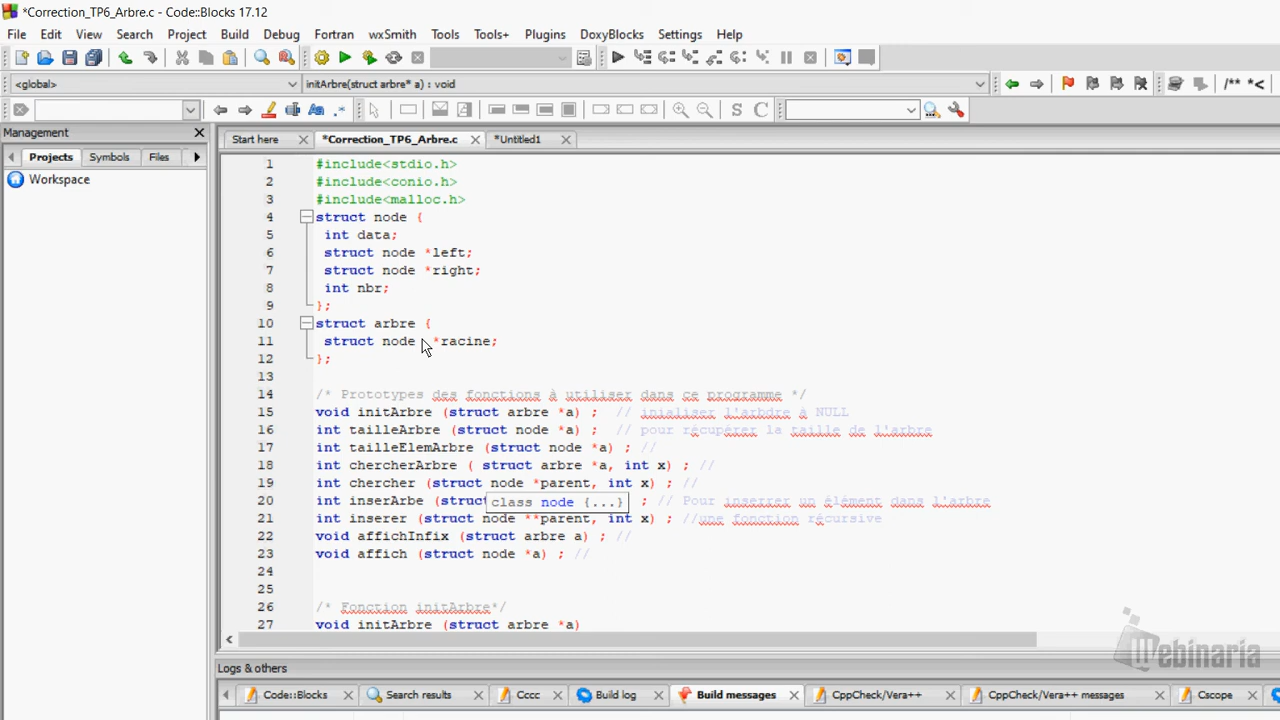 *Correction_TP6_Arbre.c - Code::Blocks 17.12
File Edit View Search Project Build Debug Fortran wxSmith Tools Tools+ Plugins DoxyBlocks Settings Help
<global> initArbre(struct arbre* a) : void /** *<
Aa .* S C
Management
Start here *Correction_TP6_Arbre.c *Untitled1
Projects Symbols Files
Workspace
1 #include<stdio.h>
2 #include<conio.h>
3 #include<malloc.h>
4 struct node {
5 int data;
6 struct node *left;
7 struct node *right;
8 int nbr;
9 };
10 struct arbre {
11 struct node *racine;
12 };
13
14 /* Prototypes des fonctions à utiliser dans ce programme */
15 void initArbre (struct arbre *a) ; // inialiser l'arbdre à NULL
16 int tailleArbre (struct node *a) ; // pour récupérer la taille de l'arbre
17 int tailleElemArbre (struct node *a) ; //
18 int chercherArbre ( struct arbre *a, int x) ; //
19 int chercher (struct node *parent, int x) ; //
20 int inserArbe (struc ; // Pour inserrer un élément dans l'arbre
class node {...}
21 int inserer (struct node **parent, int x) ; //une fonction récursive
22 void affichInfix (struct arbre a) ; //
23 void affich (struct node *a) ; //
24
25
26 /* Fonction initArbre*/
27 void initArbre (struct arbre *a)
Webinaria
Logs & others
Code::Blocks Search results Cccc Build log Build messages CppCheck/Vera++ CppCheck/Vera++ messages Cscope